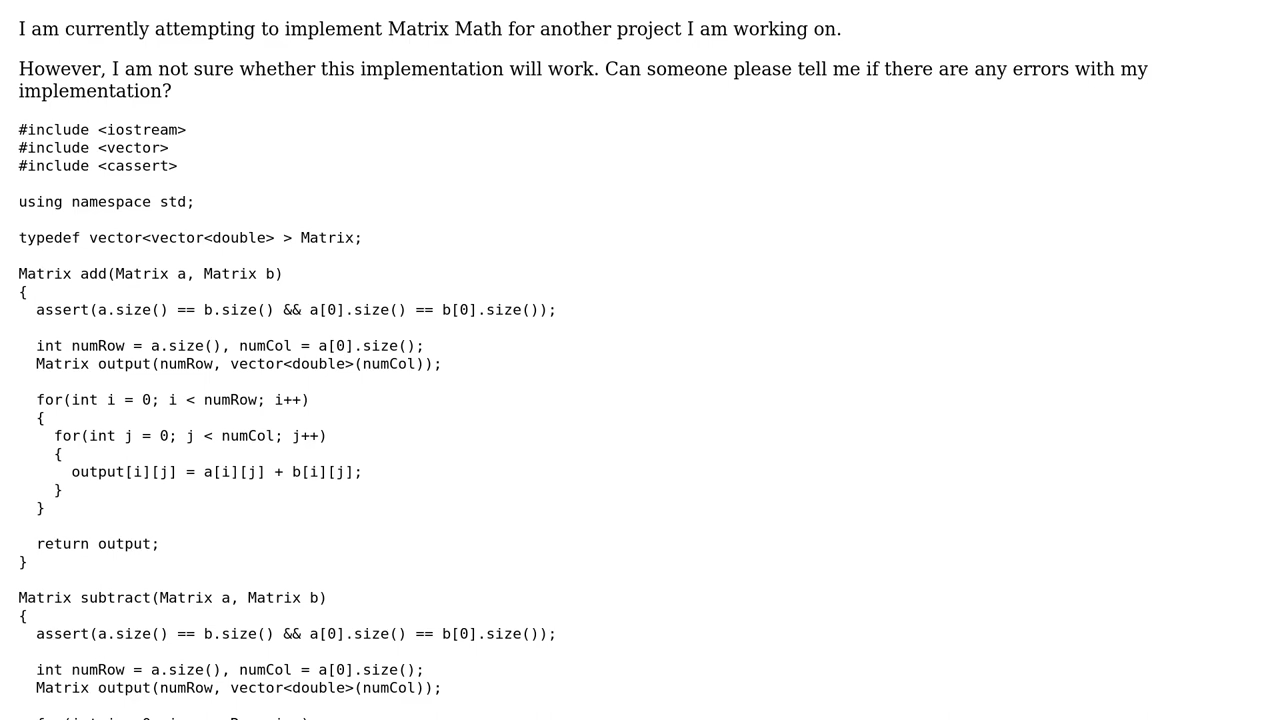 I am currently attempting to implement Matrix Math for another project I am working on.
However, I am not sure whether this implementation will work. Can someone please tell me if there are any errors with my
implementation?
#include <iostream>
#include <vector>
#include <cassert>
using namespace std;
typedef vector<vector<double> > Matrix;
Matrix add(Matrix a, Matrix b)
{
  assert(a.size() == b.size() && a[0].size() == b[0].size());
  int numRow = a.size(), numCol = a[0].size();
  Matrix output(numRow, vector<double>(numCol));
  for(int i = 0; i < numRow; i++)
  {
    for(int j = 0; j < numCol; j++)
    {
      output[i][j] = a[i][j] + b[i][j];
    }
  }
  return output;
}
Matrix subtract(Matrix a, Matrix b)
{
  assert(a.size() == b.size() && a[0].size() == b[0].size());
  int numRow = a.size(), numCol = a[0].size();
  Matrix output(numRow, vector<double>(numCol));